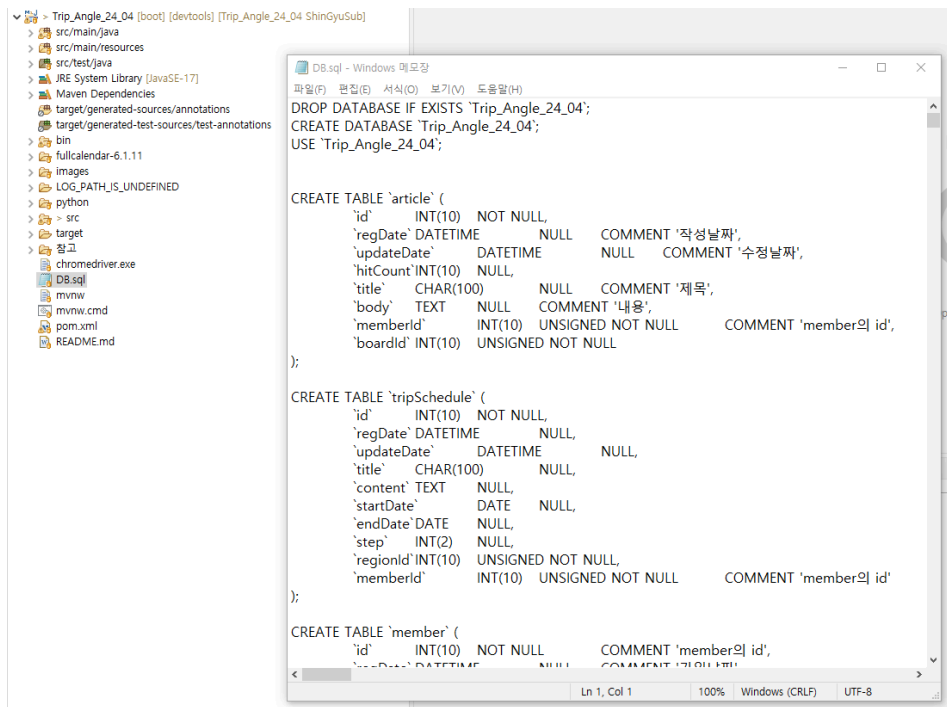 > Trip_Angle_24_04 [boot] [devtools] [Trip_Angle_24_04 ShinGyuSub]
src/main/java
src/main/resources
src/test/java
JRE System Library [JavaSE-17]
Maven Dependencies
target/generated-sources/annotations
target/generated-test-sources/test-annotations
bin
fullcalendar-6.1.11
images
LOG_PATH_IS_UNDEFINED
python
> src
target
참고
chromedriver.exe
DB.sql
mvnw
mvnw.cmd
pom.xml
README.md
DB.sql - Windows 메모장
파일(F) 편집(E) 서식(O) 보기(V) 도움말(H)
DROP DATABASE IF EXISTS `Trip_Angle_24_04`;
CREATE DATABASE `Trip_Angle_24_04`;
USE `Trip_Angle_24_04`;
CREATE TABLE `article` (
`id` INT(10) NOT NULL,
`regDate` DATETIME NULL COMMENT '작성날짜',
`updateDate` DATETIME NULL COMMENT '수정날짜',
`hitCount` INT(10) NULL,
`title` CHAR(100) NULL COMMENT '제목',
`body` TEXT NULL COMMENT '내용',
`memberId` INT(10) UNSIGNED NOT NULL COMMENT 'member의 id',
`boardId` INT(10) UNSIGNED NOT NULL
);
CREATE TABLE `tripSchedule` (
`id` INT(10) NOT NULL,
`regDate` DATETIME NULL,
`updateDate` DATETIME NULL,
`title` CHAR(100) NULL,
`content` TEXT NULL,
`startDate` DATE NULL,
`endDate` DATE NULL,
`step` INT(2) NULL,
`regionId` INT(10) UNSIGNED NOT NULL,
`memberId` INT(10) UNSIGNED NOT NULL COMMENT 'member의 id'
);
CREATE TABLE `member` (
`id` INT(10) NOT NULL COMMENT 'member의 id',
`regDate` DATETIME NULL COMMENT '가입날짜'
Ln 1, Col 1 100% Windows (CRLF) UTF-8